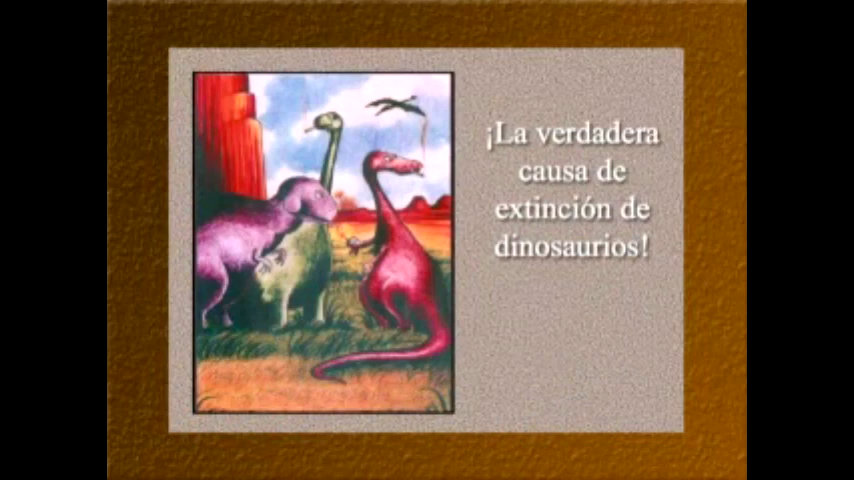 ¡La verdadera
causa de
extinción de
dinosaurios!